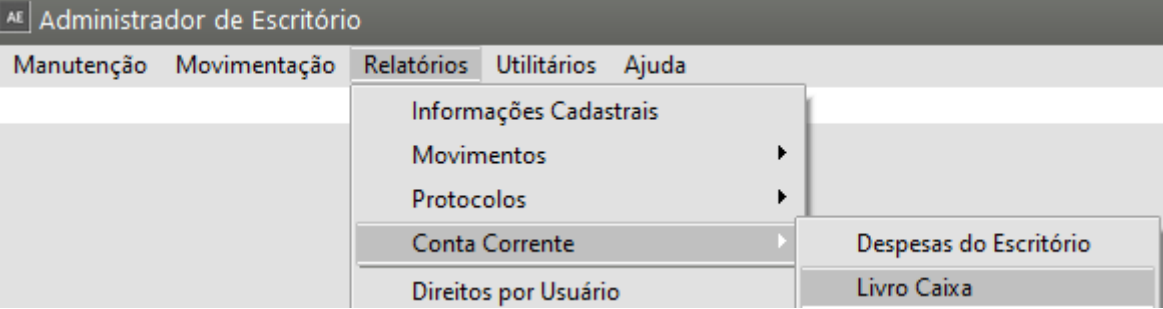 AE Administrador de Escritório
Manutenção Movimentação Relatórios Utilitários Ajuda
Informações Cadastrais
Movimentos
Protocolos
Conta Corrente
Despesas do Escritório
Livro Caixa
Direitos por Usuário